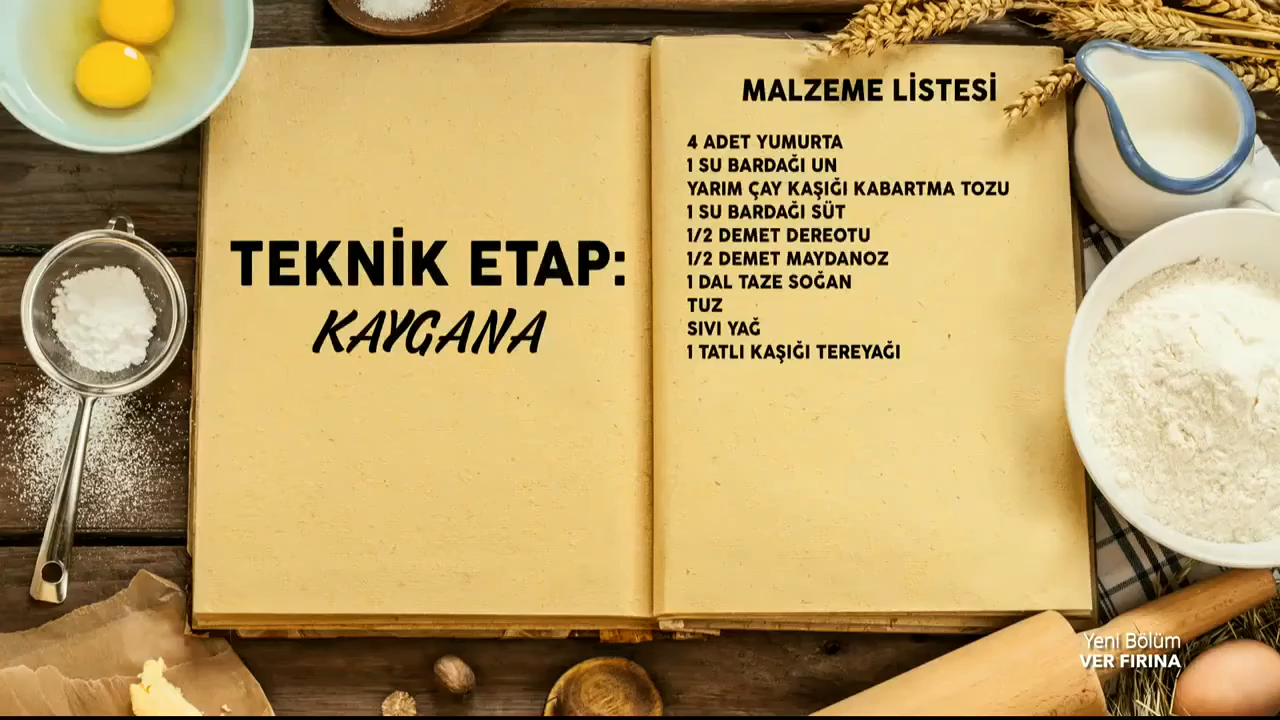 TEKNİK ETAP:
KAYGANA
MALZEME LİSTESİ
4 ADET YUMURTA
1 SU BARDAĞI UN
YARIM ÇAY KAŞIĞI KABARTMA TOZU
1 SU BARDAĞI SÜT
1/2 DEMET DEREOTU
1/2 DEMET MAYDANOZ
1 DAL TAZE SOĞAN
TUZ
SIVI YAĞ
1 TATLI KAŞIĞI TEREYAĞI
Yeni Bölüm
VER FIRINA